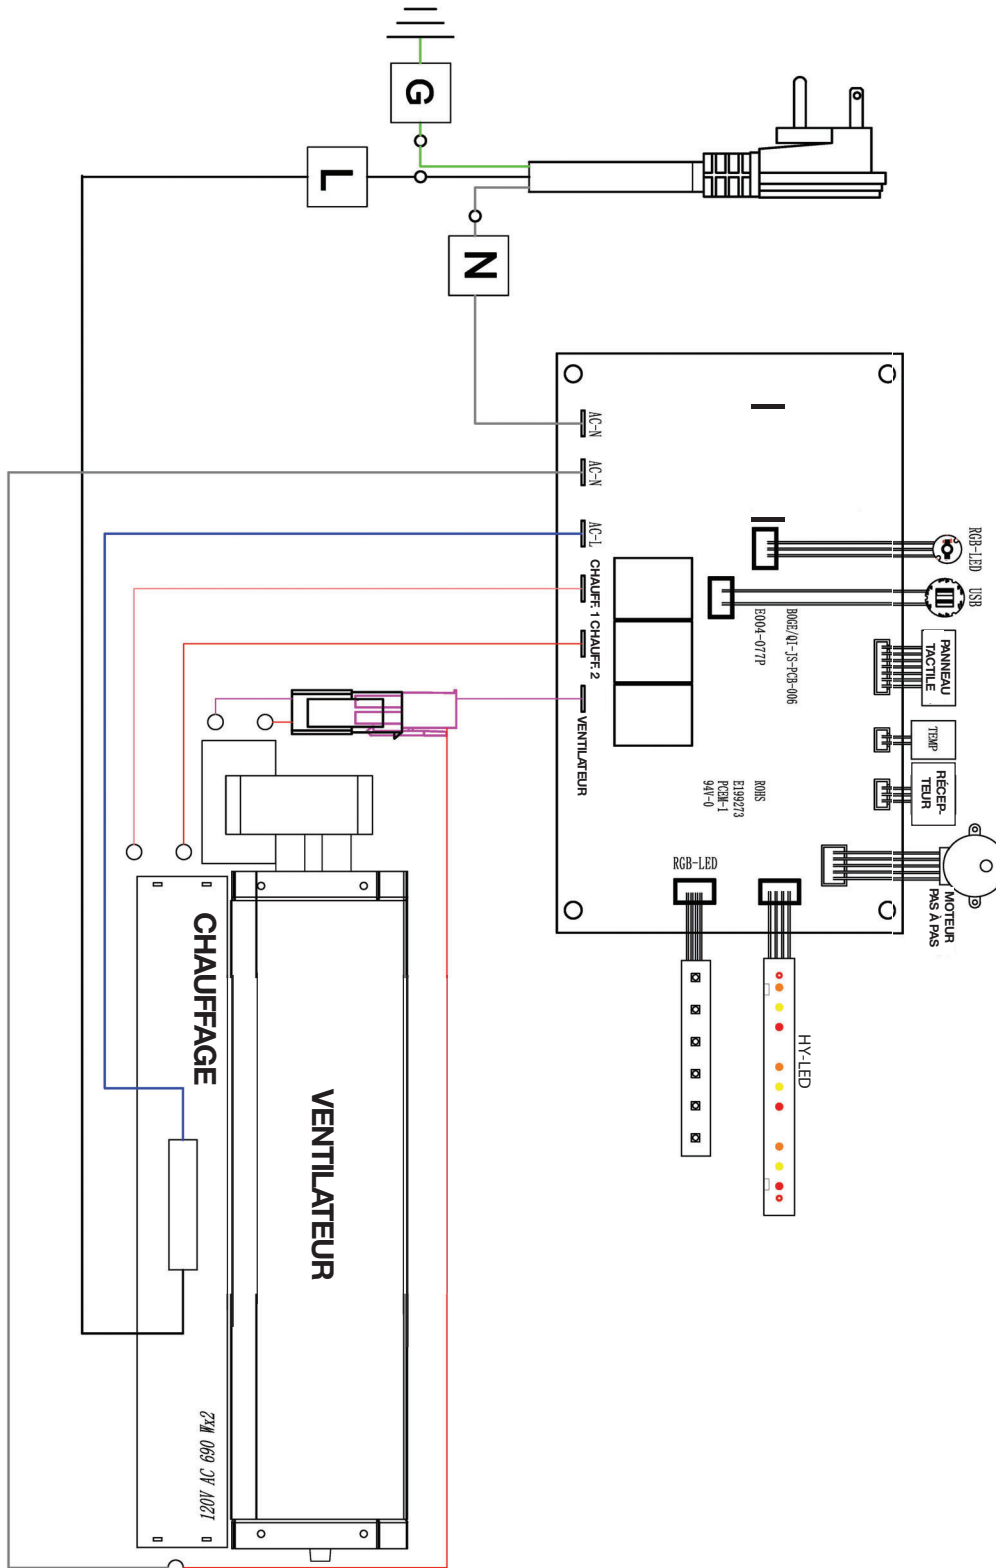 G
L
N
AC-N
AC-N
AC-L
CHAUFF. 1
CHAUFF. 2
VENTILATEUR
RGB-LED
USB
PANNEAU
TACTILE
TEMP
RÉCEP-
TEUR
MOTEUR
PAS À PAS
BOGE/QI-JS-PCB-006
E004-077P
ROHS
E199273
PCEM-1
94V-0
RGB-LED
HY-LED
CHAUFFAGE
VENTILATEUR
120V AC 690 W×2